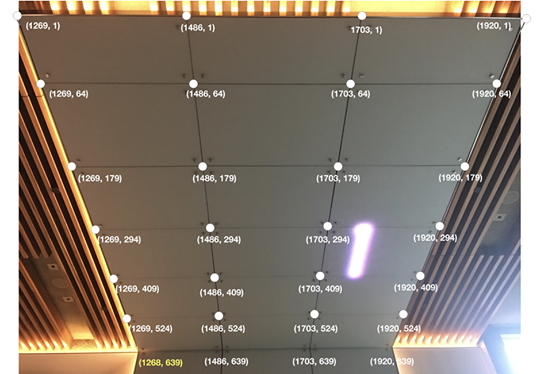 (1269, 1) (1486, 1) (1703, 1) (1920, 1)
(1269, 64) (1486, 64) (1703, 64) (1920, 64)
(1269, 179) (1486, 179) (1703, 179) (1920, 179)
(1269, 294) (1486, 294) (1703, 294) (1920, 294)
(1269, 409) (1486, 409) (1703, 409) (1920, 409)
(1269, 524) (1486, 524) (1703, 524) (1920, 524)
(1268, 639) (1486, 639) (1703, 639) (1920, 639)